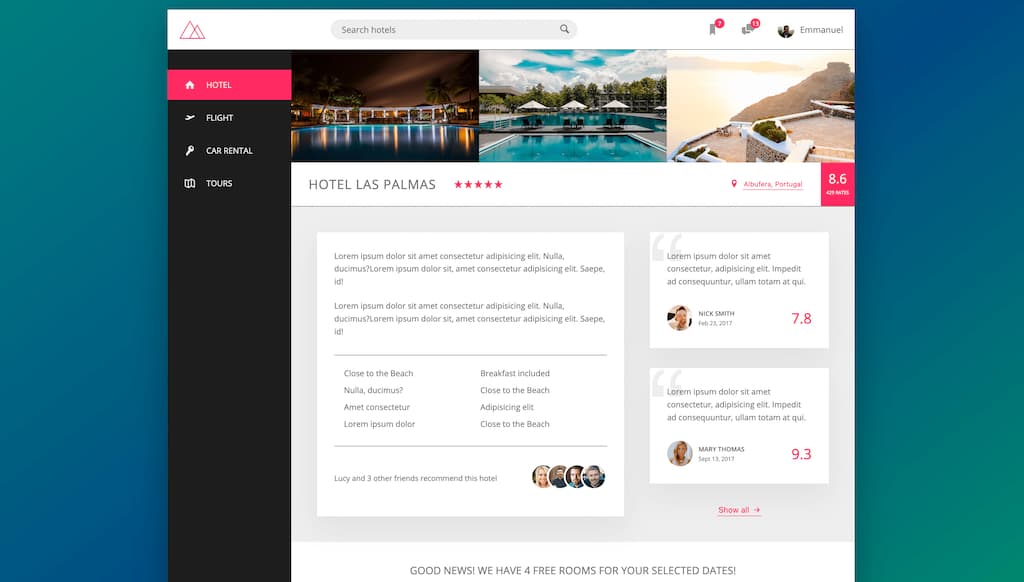 Search hotels
7
13
Emmanuel
HOTEL
FLIGHT
CAR RENTAL
TOURS
HOTEL LAS PALMAS
Albufera, Portugal
8.6
429 RATES
Lorem ipsum dolor sit amet consectetur adipisicing elit. Nulla,
ducimus?Lorem ipsum dolor sit, amet consectetur adipisicing elit. Saepe,
id!
Lorem ipsum dolor sit amet consectetur adipisicing elit. Nulla,
ducimus?Lorem ipsum dolor sit, amet consectetur adipisicing elit. Saepe,
id!
Close to the Beach
Breakfast included
Nulla, ducimus?
Close to the Beach
Amet consectetur
Adipisicing elit
Lorem ipsum dolor
Close to the Beach
Lucy and 3 other friends recommend this hotel
“
Lorem ipsum dolor sit amet
consectetur, adipisicing elit. Impedit
ad consequuntur, ullam totam at qui.
NICK SMITH
Feb 23, 2017
7.8
“
Lorem ipsum dolor sit amet
consectetur, adipisicing elit. Impedit
ad consequuntur, ullam totam at qui.
MARY THOMAS
Sept 13, 2017
9.3
Show all →
GOOD NEWS! WE HAVE 4 FREE ROOMS FOR YOUR SELECTED DATES!